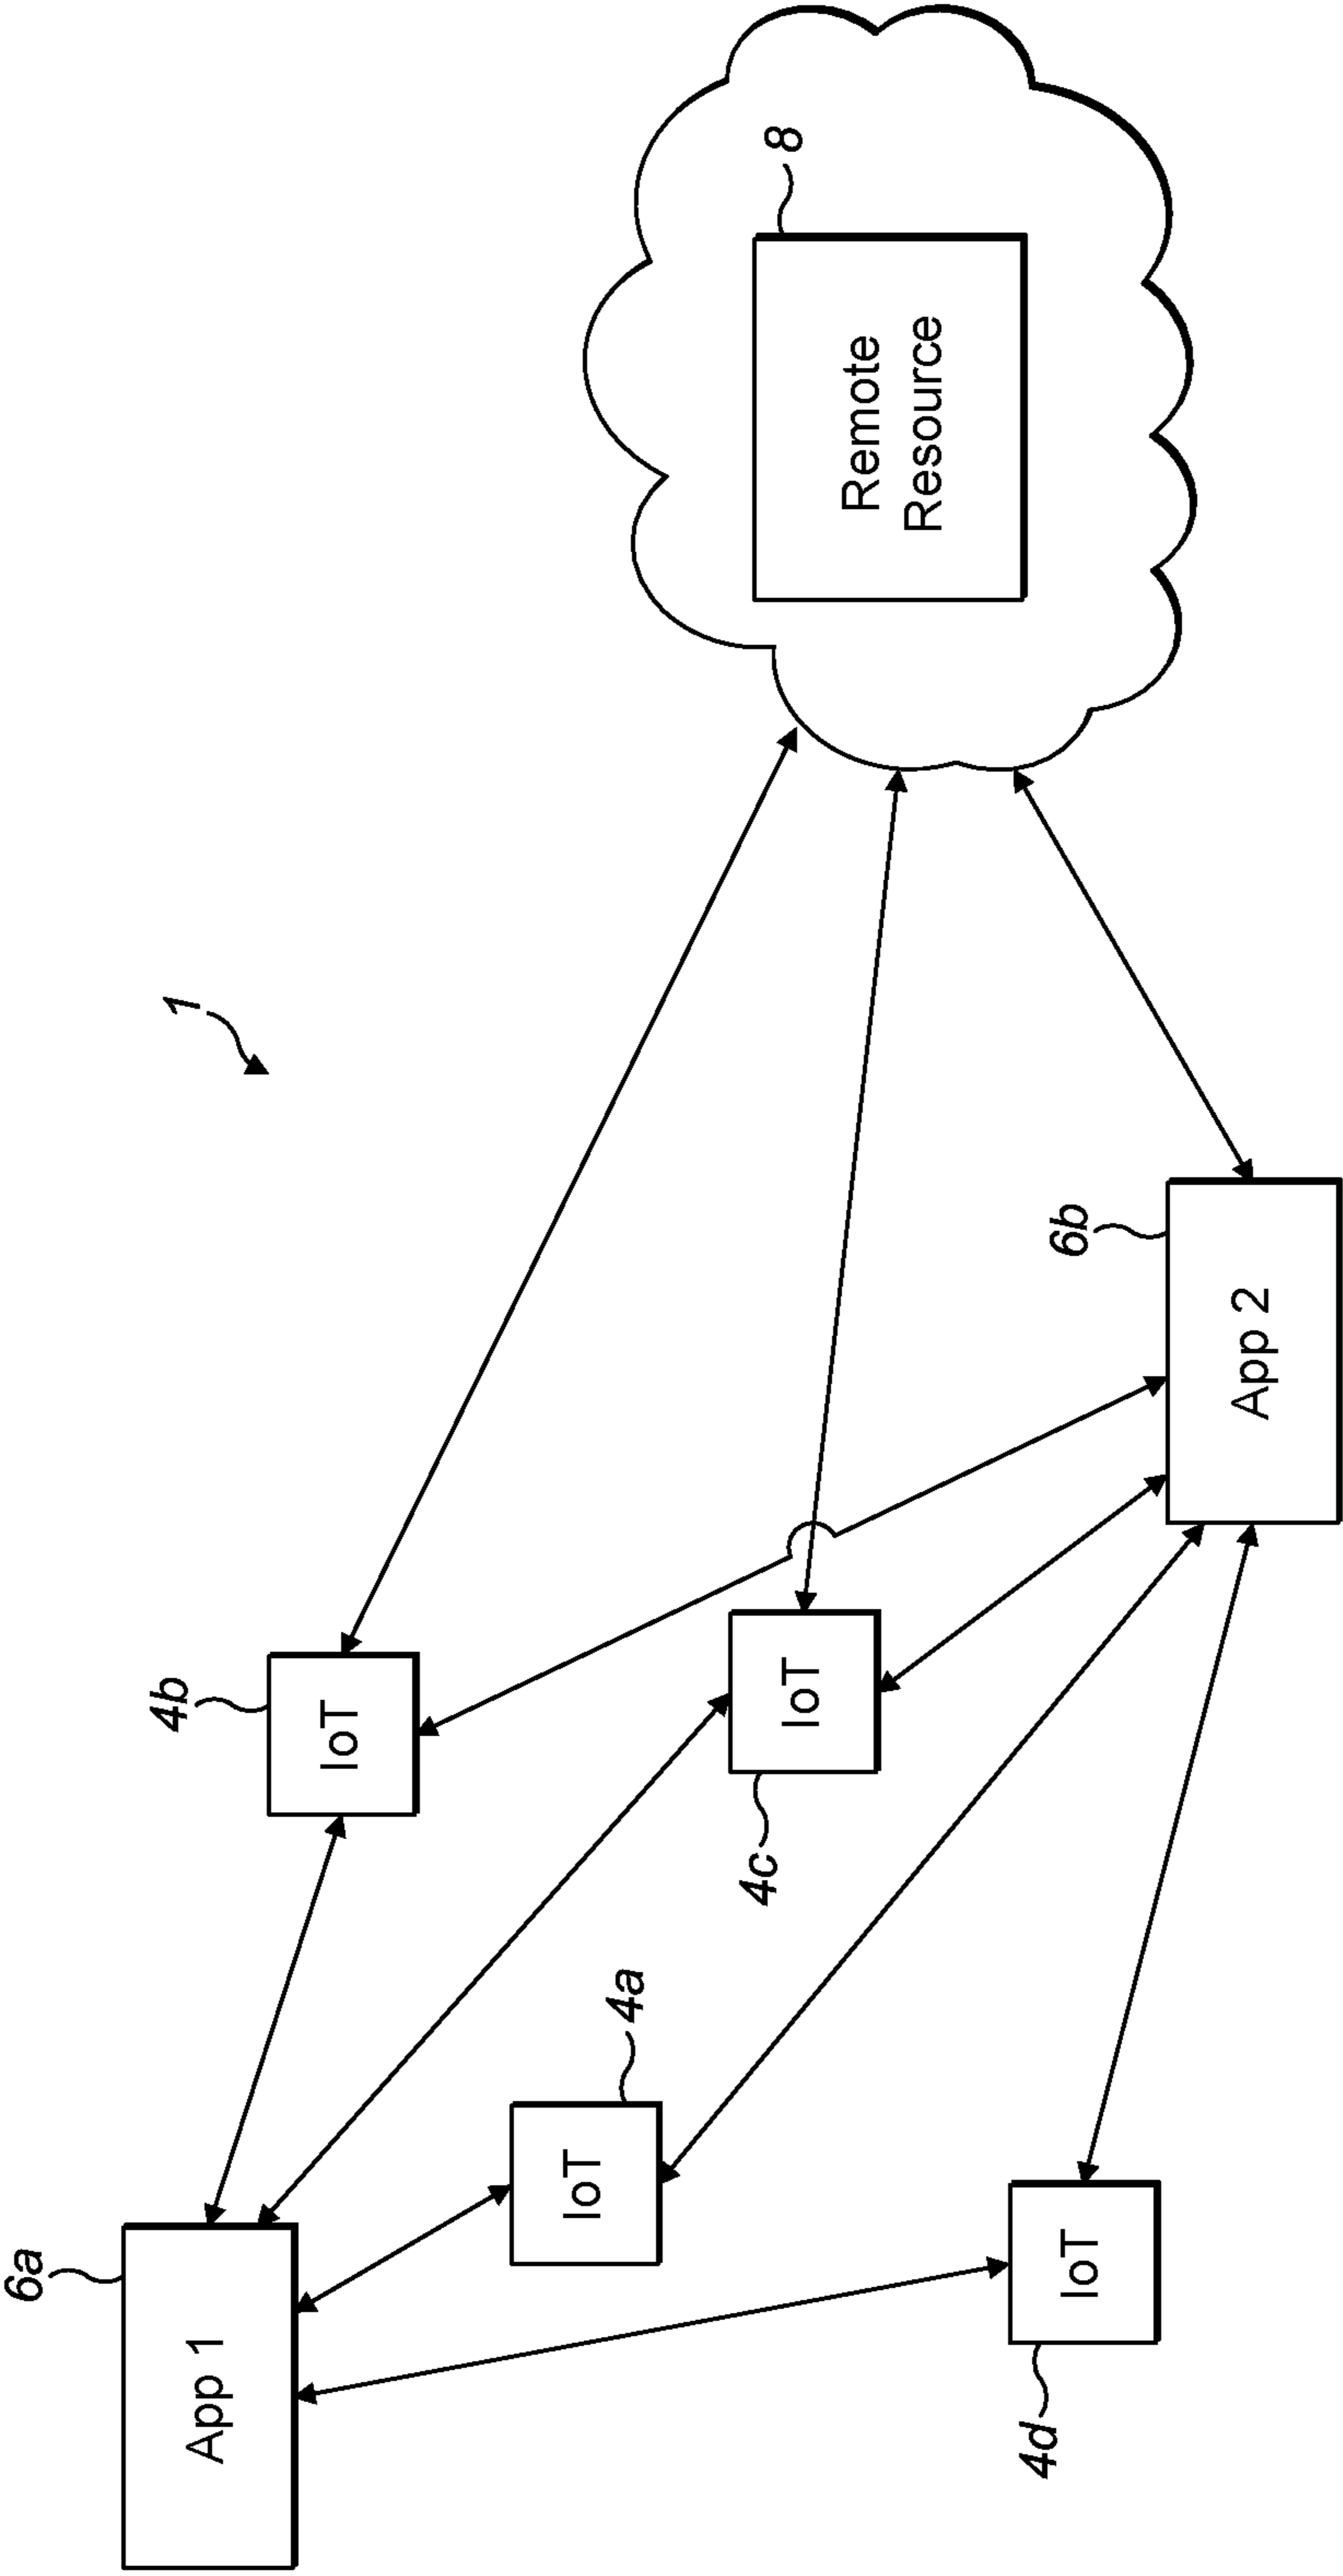 1
6a
App 1
4b
IoT
4a
IoT
4c
IoT
4d
IoT
6b
App 2
8
Remote
Resource